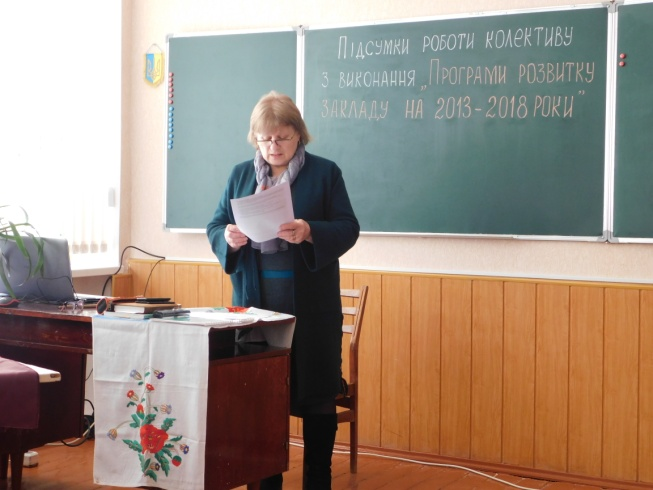 Підсумки роботи колективу
з виконання „Програми розвитку
закладу на 2013-2018 роки"